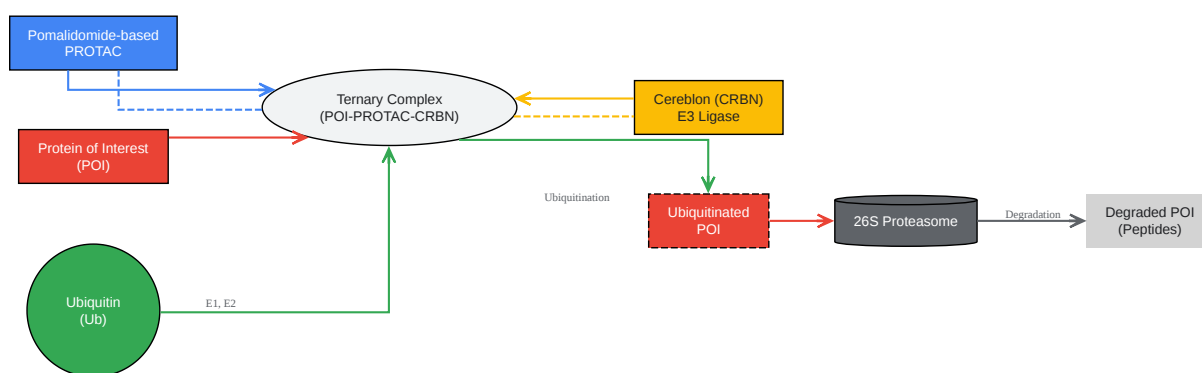 Pomalidomide-based
PROTAC
Ternary Complex
(POI-PROTAC-CRBN)
Cereblon (CRBN)
E3 Ligase
Protein of Interest
(POI)
Ubiquitination
Ubiquitinated
POI
26S Proteasome
Degradation
Degraded POI
(Peptides)
Ubiquitin
(Ub)
E1, E2